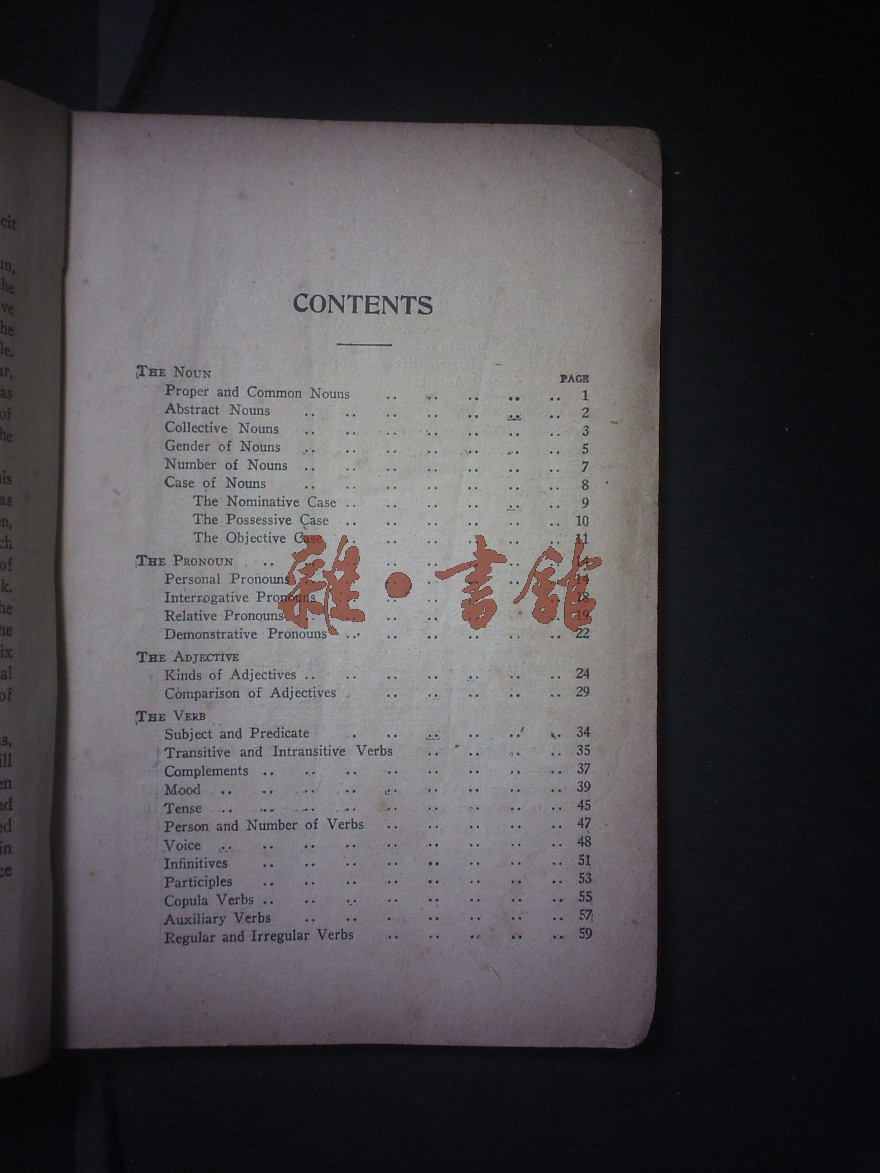 CONTENTS
THE NOUN
PAGE
Proper and Common Nouns .. .. .. .. .. 1
Abstract Nouns .. .. .. .. .. .. .. 2
Collective Nouns .. .. .. .. .. .. .. 3
Gender of Nouns .. .. .. .. .. .. .. 5
Number of Nouns .. .. .. .. .. .. .. 7
Case of Nouns .. .. .. .. .. .. .. 8
The Nominative Case .. .. .. .. .. .. 9
The Possessive Case .. .. .. .. .. .. 10
The Objective Case .. .. .. .. .. .. 11
THE PRONOUN .. .. .. .. .. .. .. .. 14
Personal Pronouns .. .. .. .. .. .. .. 14
Interrogative Pronouns .. .. .. .. .. .. 18
Relative Pronouns .. .. .. .. .. .. .. 19
Demonstrative Pronouns .. .. .. .. .. .. 22
雜·書館
THE ADJECTIVE
Kinds of Adjectives .. .. .. .. .. .. .. 24
Comparison of Adjectives .. .. .. .. .. 29
THE VERB
Subject and Predicate . .. .. .. .. .. 34
Transitive and Intransitive Verbs .. .. .. .. 35
Complements .. .. .. .. .. .. .. .. 37
Mood .. .. .. .. .. .. .. .. .. 39
Tense .. .. .. .. .. .. .. .. .. 45
Person and Number of Verbs .. .. .. .. .. 47
Voice .. .. .. .. .. .. .. .. .. 48
Infinitives .. .. .. .. .. .. .. .. 51
Participles .. .. .. .. .. .. .. .. 53
Copula Verbs .. .. .. .. .. .. .. .. 55
Auxiliary Verbs .. .. .. .. .. .. .. 57
Regular and Irregular Verbs .. .. .. .. .. 59